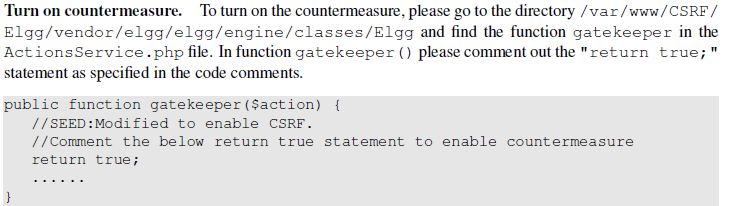 Turn on countermeasure. To turn on the countermeasure, please go to the directory /var/www/CSRF/
Elgg/vendor/elgg/elgg/engine/classes/Elgg and find the function gatekeeper in the
ActionsService.php file. In function gatekeeper() please comment out the "return true;"
statement as specified in the code comments.
public function gatekeeper($action) {
//SEED:Modified to enable CSRF.
//Comment the below return true statement to enable countermeasure
return true;
......
}